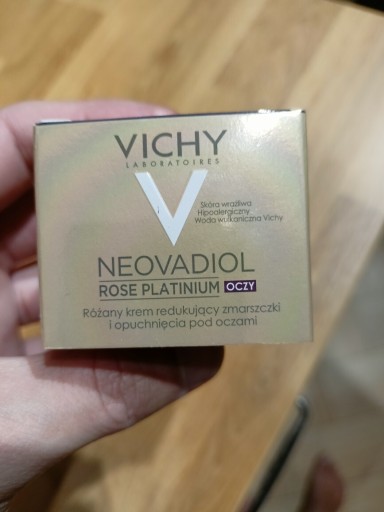 VICHY
LABORATOIRES
V
Skóra wrażliwa
Hipoalergiczny
Woda wulkaniczna Vichy
NEOVADIOL
ROSE PLATINIUM OCZY
Różany krem redukujący zmarszczki
i opuchnięcia pod oczami